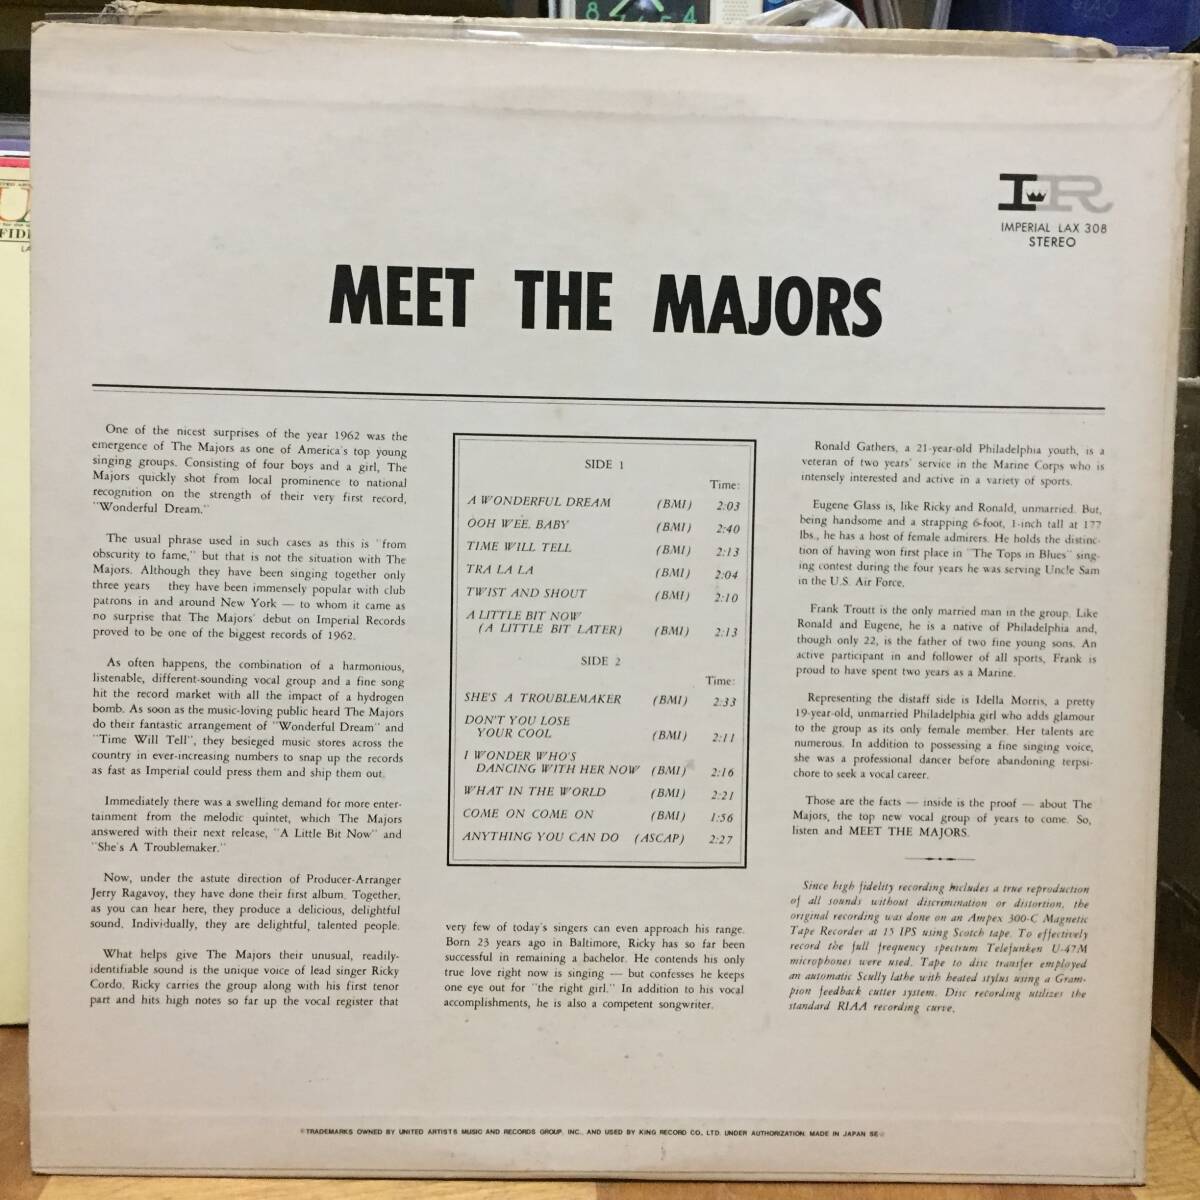 IR
IMPERIAL LAX 308
STEREO
MEET THE MAJORS
One of the nicest surprises of the year 1962 was the
emergence of The Majors as one of America's top young
singing groups. Consisting of four boys and a girl, The
Majors quickly shot from local prominence to national
recognition on the strength of their very first record,
"Wonderful Dream."
The usual phrase used in such cases as this is "from
obscurity to fame," but that is not the situation with The
Majors. Although they have been singing together only
three years they have been immensely popular with club
patrons in and around New York — to whom it came as
no surprise that The Majors' debut on Imperial Records
proved to be one of the biggest records of 1962.
As often happens, the combination of a harmonious,
listenable, different-sounding vocal group and a fine song
hit the record market with all the impact of a hydrogen
bomb. As soon as the music-loving public heard The Majors
do their fantastic arrangement of "Wonderful Dream" and
"Time Will Tell", they besieged music stores across the
country in ever-increasing numbers to snap up the records
as fast as Imperial could press them and ship them out.
Immediately there was a swelling demand for more enter-
tainment from the melodic quintet, which The Majors
answered with their next release, "A Little Bit Now" and
"She's A Troublemaker."
Now, under the astute direction of Producer-Arranger
Jerry Ragavoy, they have done their first album. Together,
as you can hear here, they produce a delicious, delightful
sound. Individually, they are delightful, talented people.
What helps give The Majors their unusual, readily-
identifiable sound is the unique voice of lead singer Ricky
Cordo. Ricky carries the group along with his first tenor
part and hits high notes so far up the vocal register that
SIDE 1
Time:
A WONDERFUL DREAM (BMI) 2:03
OOH WEE, BABY (BMI) 2:40
TIME WILL TELL (BMI) 2:13
TRA LA LA (BMI) 2:04
TWIST AND SHOUT (BMI) 2:10
A LITTLE BIT NOW
(A LITTLE BIT LATER) (BMI) 2:13
SIDE 2
Time:
SHE'S A TROUBLEMAKER (BMI) 2:33
DON'T YOU LOSE
YOUR COOL (BMI) 2:11
I WONDER WHO'S
DANCING WITH HER NOW (BMI) 2:16
WHAT IN THE WORLD (BMI) 2:21
COME ON COME ON (BMI) 1:56
ANYTHING YOU CAN DO (ASCAP) 2:27
very few of today's singers can even approach his range.
Born 23 years ago in Baltimore, Ricky has so far been
successful in remaining a bachelor. He contends his only
true love right now is singing — but confesses he keeps
one eye out for "the right girl." In addition to his vocal
accomplishments, he is also a competent songwriter.
Ronald Gathers, a 21-year-old Philadelphia youth, is a
veteran of two years' service in the Marine Corps who is
intensely interested and active in a variety of sports.
Eugene Glass is, like Ricky and Ronald, unmarried. But,
being handsome and a strapping 6-foot, 1-inch tall at 177
lbs., he has a host of female admirers. He holds the distinc-
tion of having won first place in "The Tops in Blues" sing-
ing contest during the four years he was serving Uncle Sam
in the U.S. Air Force.
Frank Troutt is the only married man in the group. Like
Ronald and Eugene, he is a native of Philadelphia and,
though only 22, is the father of two fine young sons. An
active participant in and follower of all sports, Frank is
proud to have spent two years as a Marine.
Representing the distaff side is Idella Morris, a pretty
19-year-old, unmarried Philadelphia girl who adds glamour
to the group as its only female member. Her talents are
numerous. In addition to possessing a fine singing voice,
she was a professional dancer before abandoning terpsi-
chore to seek a vocal career.
Those are the facts — inside is the proof — about The
Majors, the top new vocal group of years to come. So,
listen and MEET THE MAJORS.
Since high fidelity recording includes a true reproduction
of all sounds without discrimination or distortion, the
original recording was done on an Ampex 300-C Magnetic
Tape Recorder at 15 IPS using Scotch tape. To effectively
record the full frequency spectrum Telefunken U-47M
microphones were used. Tape to disc transfer employed
an automatic Scully lathe with heated stylus using a Gram-
pion feedback cutter system. Disc recording utilizes the
standard RIAA recording curve.
TRADEMARKS OWNED BY UNITED ARTISTS MUSIC AND RECORDS GROUP, INC., AND USED BY KING RECORD CO., LTD. UNDER AUTHORIZATION. MADE IN JAPAN SE